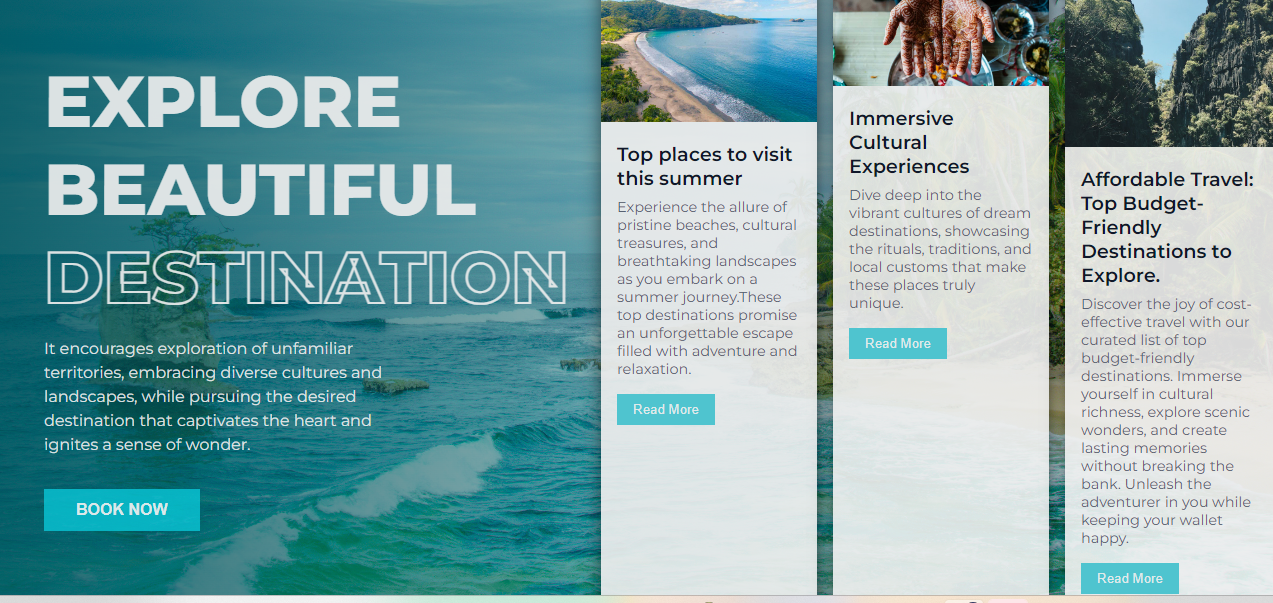 EXPLORE
BEAUTIFUL
DESTINATION
It encourages exploration of unfamiliar
territories, embracing diverse cultures and
landscapes, while pursuing the desired
destination that captivates the heart and
ignites a sense of wonder.
BOOK NOW
Top places to visit
this summer
Experience the allure of
pristine beaches, cultural
treasures, and
breathtaking landscapes
as you embark on a
summer journey.These
top destinations promise
an unforgettable escape
filled with adventure and
relaxation.
Read More
Immersive
Cultural
Experiences
Dive deep into the
vibrant cultures of dream
destinations, showcasing
the rituals, traditions, and
local customs that make
these places truly
unique.
Read More
Affordable Travel:
Top Budget-
Friendly
Destinations to
Explore.
Discover the joy of cost-
effective travel with our
curated list of top
budget-friendly
destinations. Immerse
yourself in cultural
richness, explore scenic
wonders, and create
lasting memories
without breaking the
bank. Unleash the
adventurer in you while
keeping your wallet
happy.
Read More